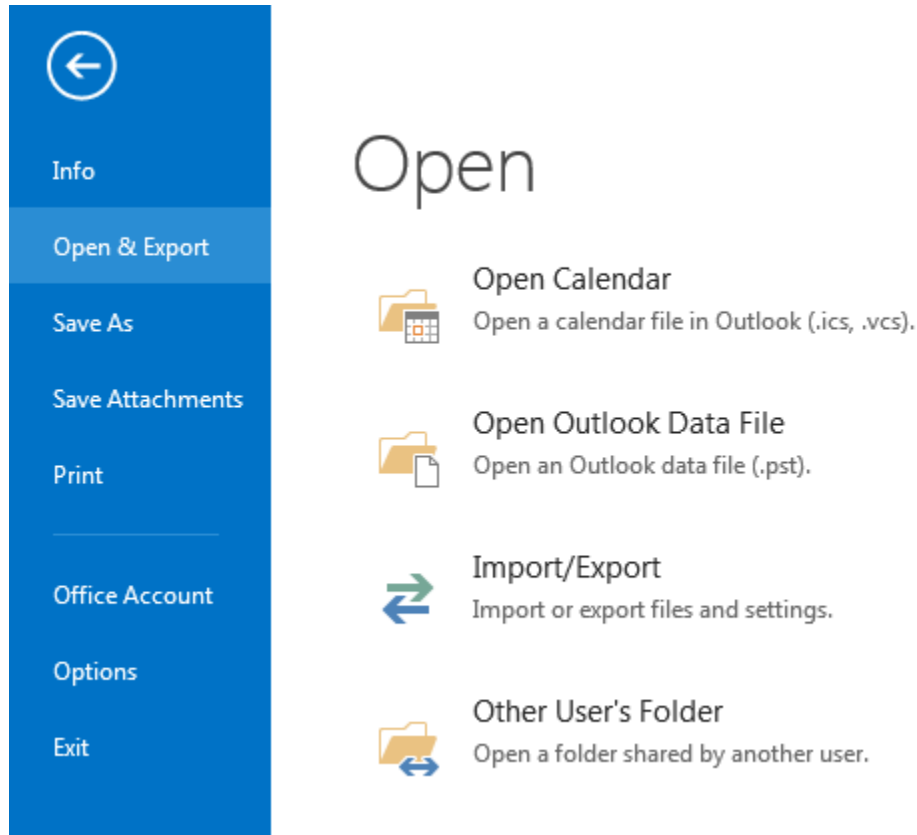 Info
Open & Export
Save As
Save Attachments
Print
Office Account
Options
Exit
Open
Open Calendar
Open a calendar file in Outlook (.ics, .vcs).
Open Outlook Data File
Open an Outlook data file (.pst).
Import/Export
Import or export files and settings.
Other User's Folder
Open a folder shared by another user.